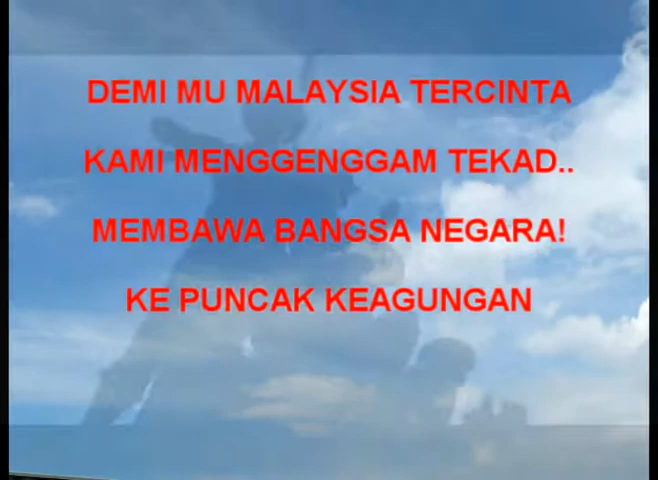 DEMI MU MALAYSIA TERCINTA
KAMI MENGGENGGAM TEKAD..
MEMBAWA BANGSA NEGARA!
KE PUNCAK KEAGUNGAN